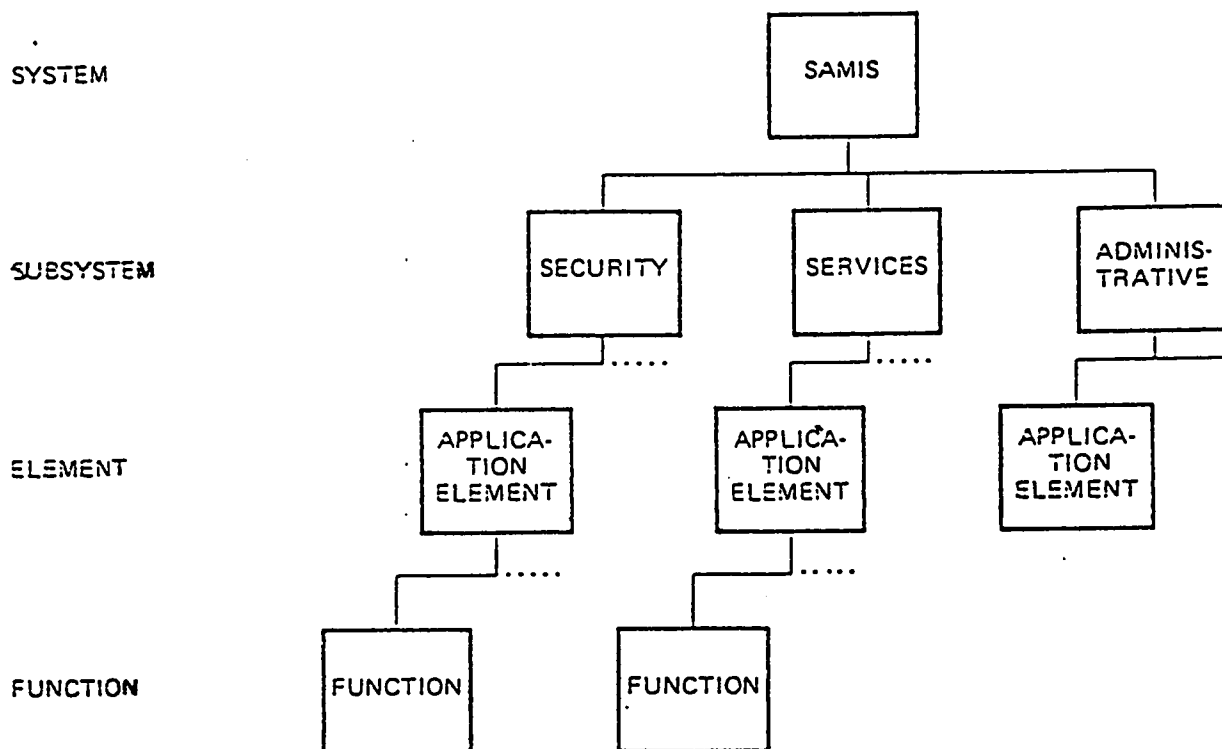 SYSTEM
SAMIS
SUBSYSTEM
SECURITY
SERVICES
ADMINIS-
TRATIVE
ELEMENT
APPLICA-
TION
ELEMENT
APPLICA-
TION
ELEMENT
APPLICA-
TION
ELEMENT
FUNCTION
FUNCTION
FUNCTION